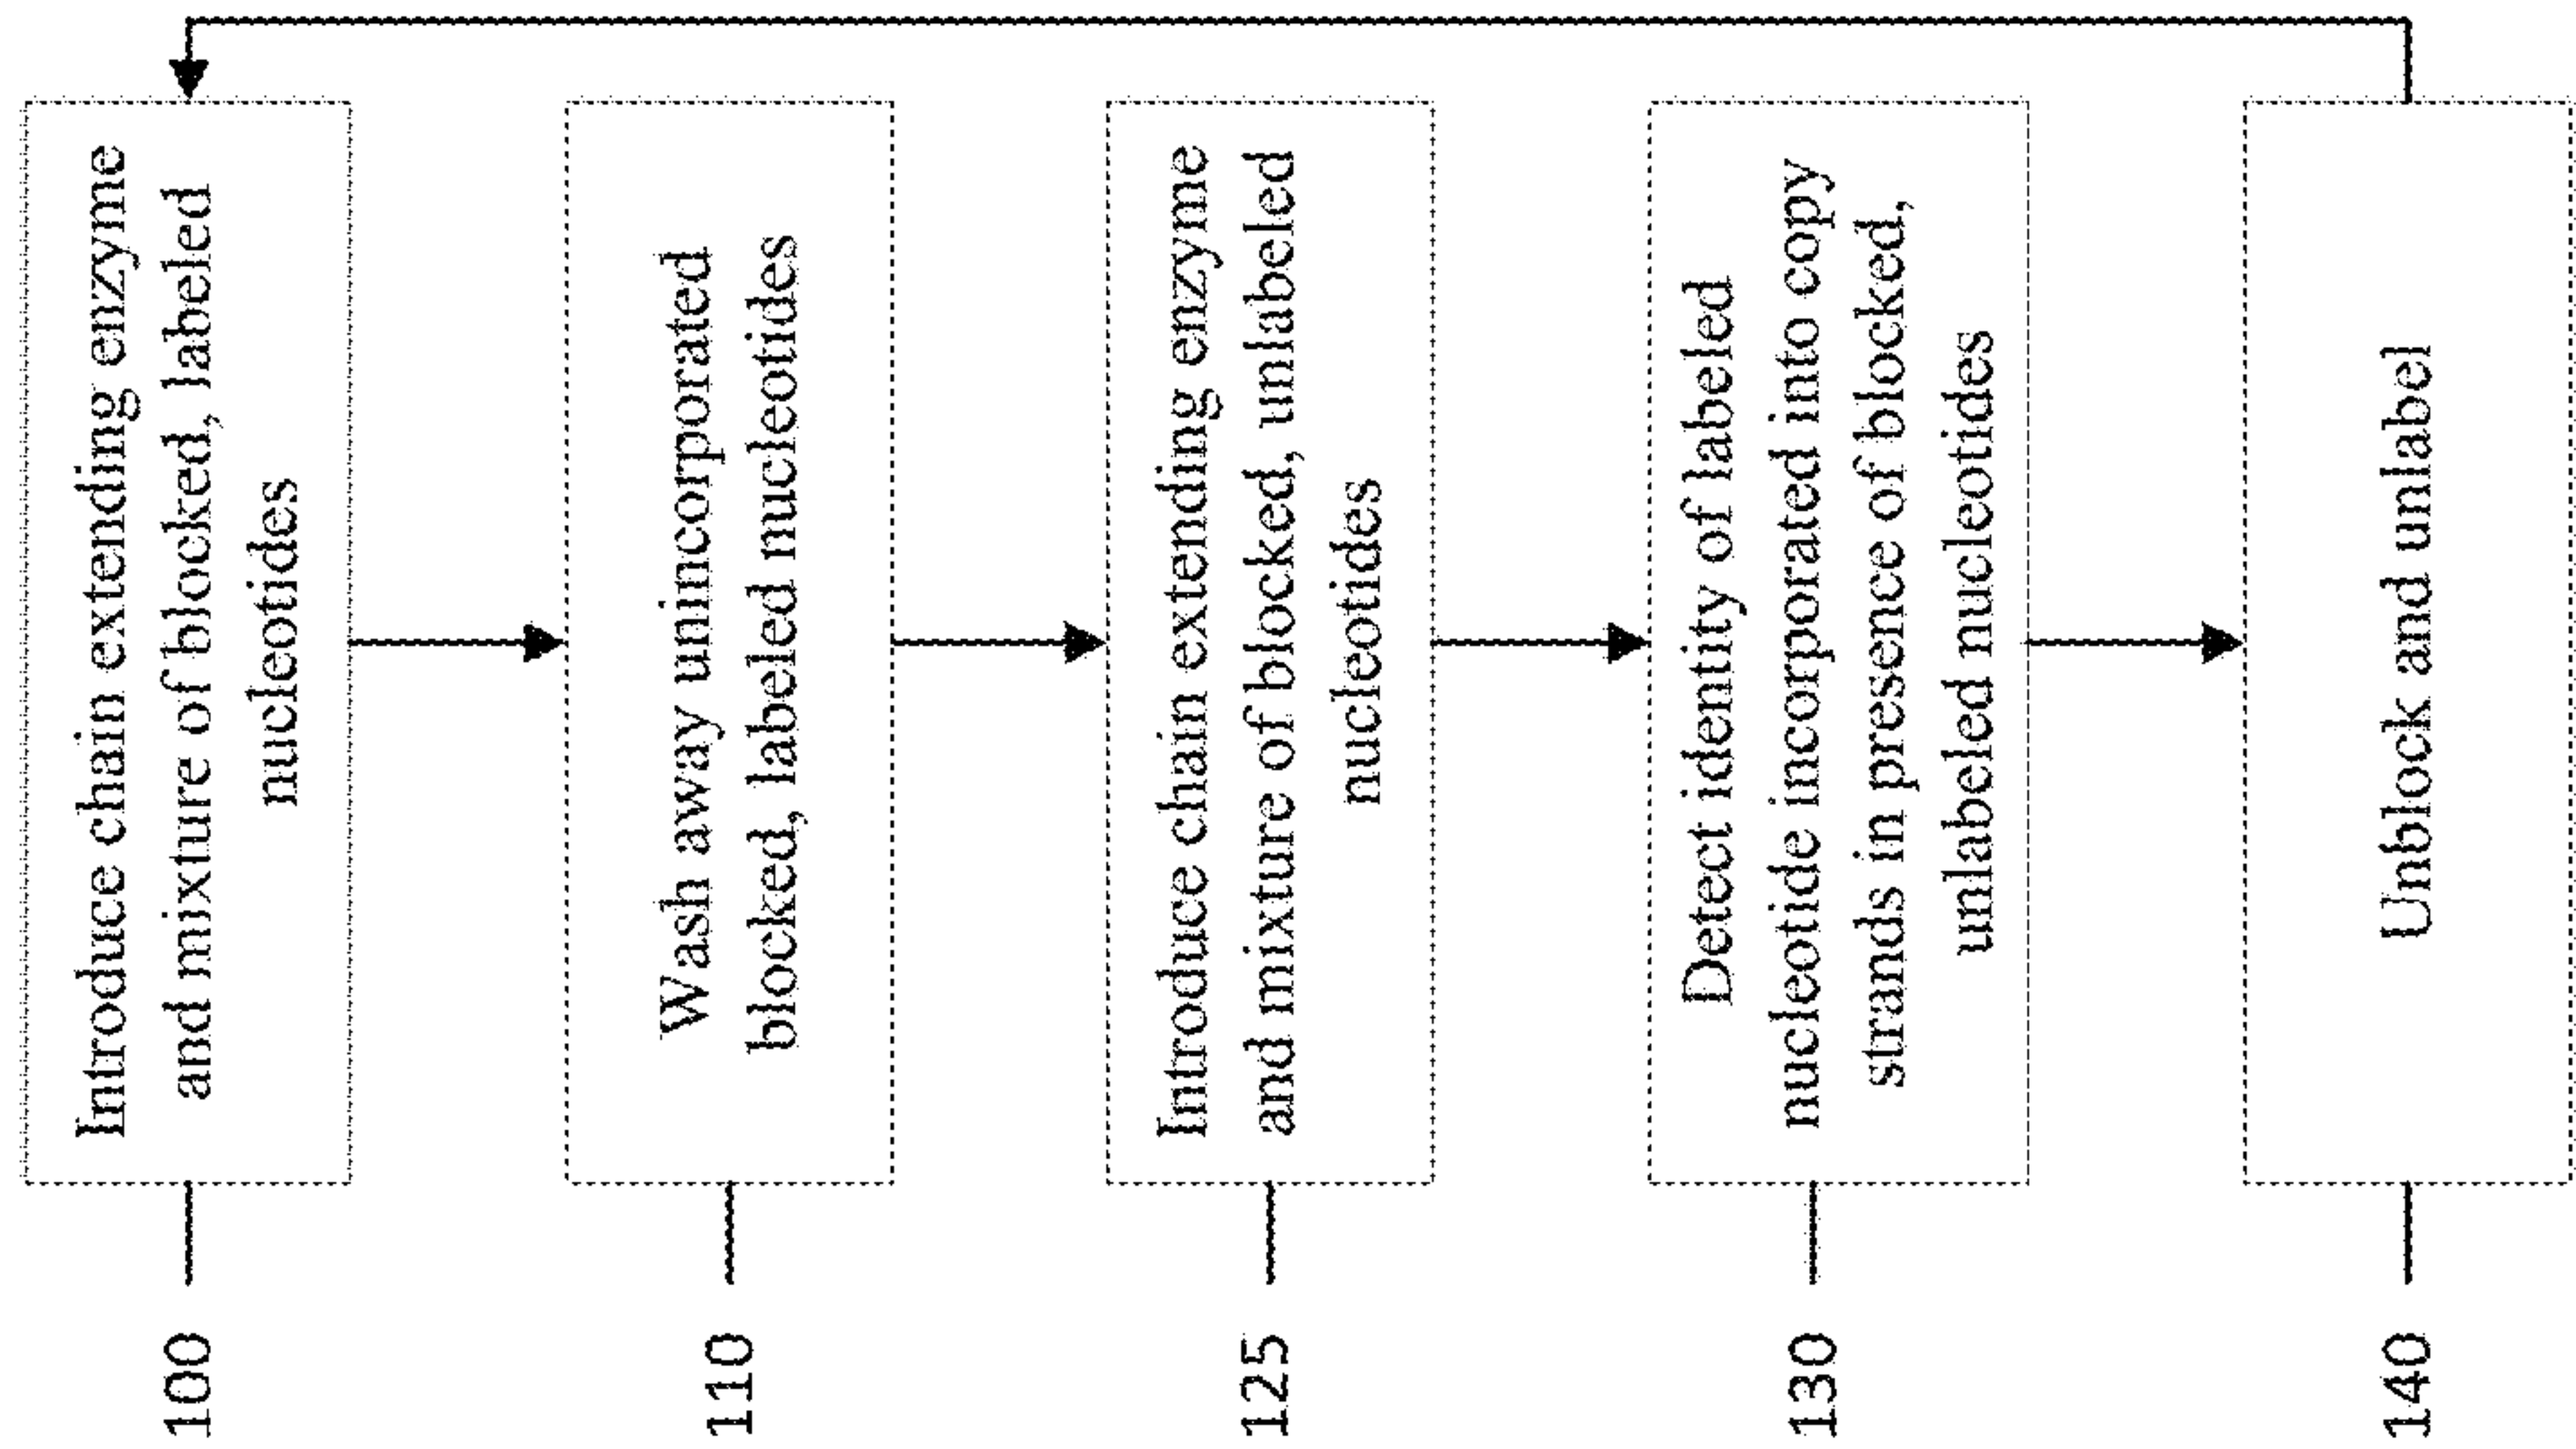 100
Introduce chain extending enzyme
and mixture of blocked, labeled
nucleotides
110
Wash away unincorporated
blocked, labeled nucleotides
125
Introduce chain extending enzyme
and mixture of blocked, unlabeled
nucleotides
130
Detect identity of labeled
nucleotide incorporated into copy
strands in presence of blocked,
unlabeled nucleotides
140
Unblock and unlabel